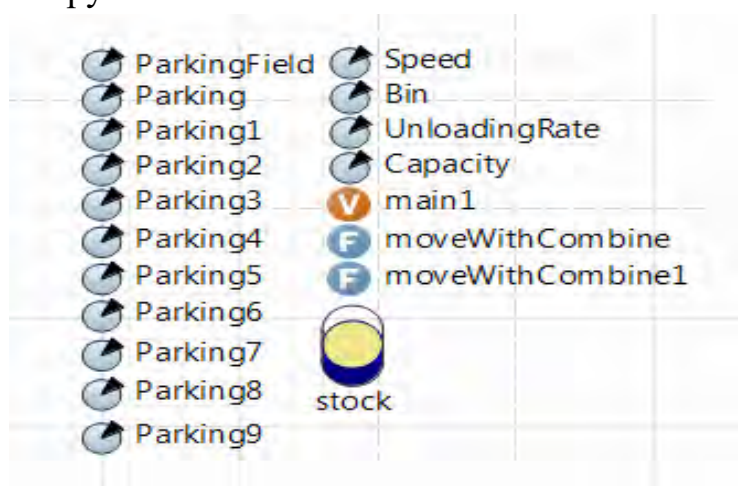 ParkingField
Parking
Parking1
Parking2
Parking3
Parking4
Parking5
Parking6
Parking7
Parking8
Parking9
Speed
Bin
UnloadingRate
Capacity
V main1
F moveWithCombine
F moveWithCombine1
stock